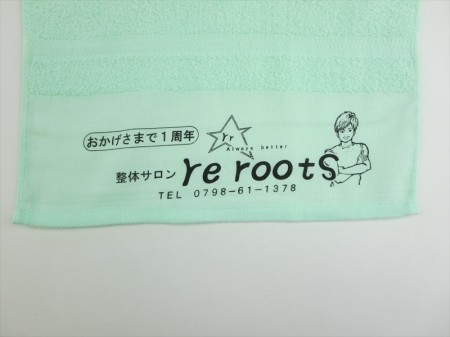 おかげさまで1周年
yr
Always better
整体サロン re roots
TEL 0798-61-1378